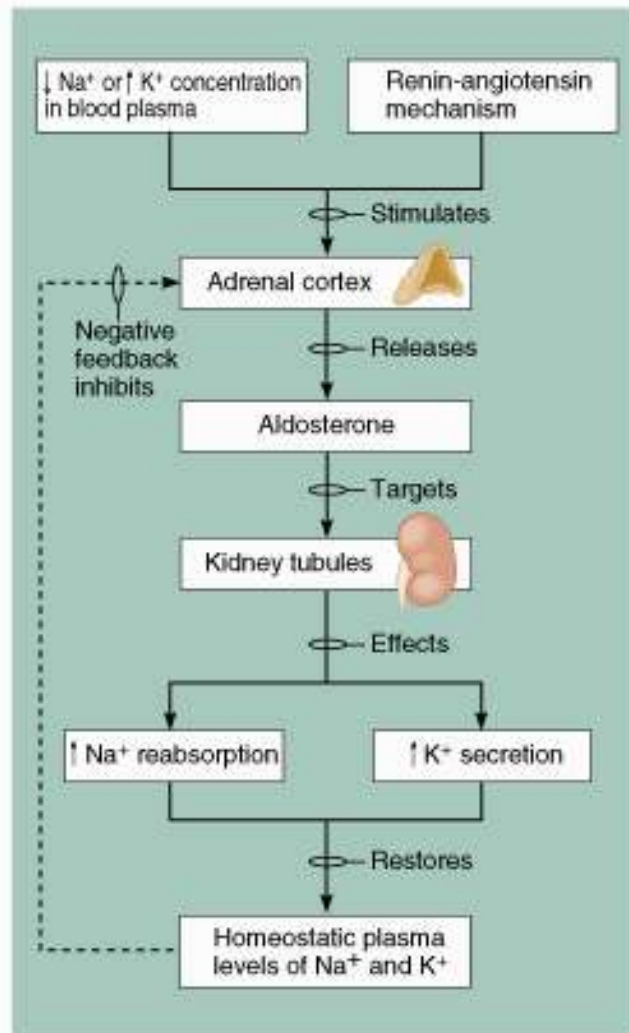 ↓ Na⁺ or ↑ K⁺ concentration
in blood plasma
Renin-angiotensin
mechanism
Stimulates
Adrenal cortex
Negative
feedback
inhibits
Releases
Aldosterone
Targets
Kidney tubules
Effects
↑ Na⁺ reabsorption
↑ K⁺ secretion
Restores
Homeostatic plasma
levels of Na⁺ and K⁺